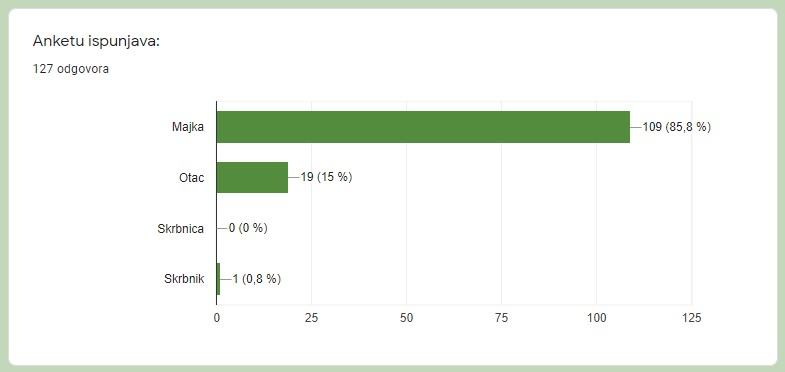 Anketu ispunjava:
127 odgovora
Majka 109 (85,8 %)
Otac 19 (15 %)
Skrbnica 0 (0 %)
Skrbnik 1 (0,8 %)
0 25 50 75 100 125